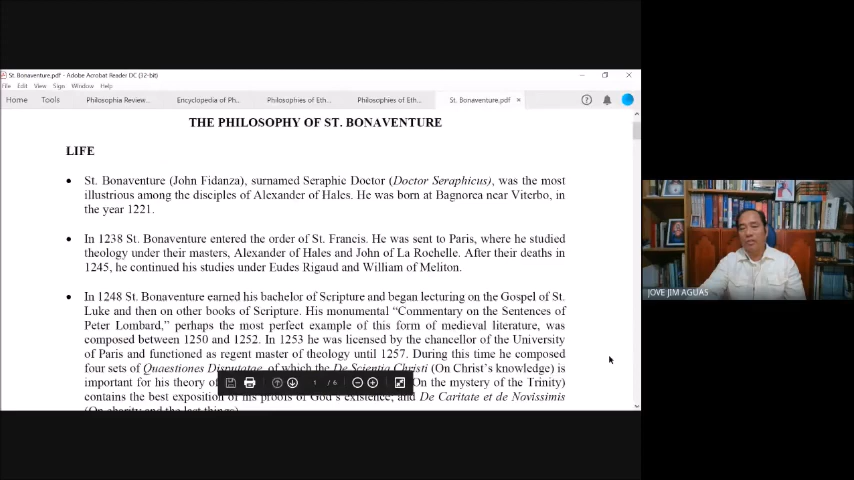 St. Bonaventure.pdf - Adobe Acrobat Reader DC (32-bit)
File Edit View Sign Window Help
Home Tools Philosophia Review... Encyclopedia of Ph... Philosophies of Eth... Philosophies of Eth... St. Bonaventure.pdf ×
THE PHILOSOPHY OF ST. BONAVENTURE
LIFE
• St. Bonaventure (John Fidanza), surnamed Seraphic Doctor (Doctor Seraphicus), was the most
illustrious among the disciples of Alexander of Hales. He was born at Bagnorea near Viterbo, in
the year 1221.
• In 1238 St. Bonaventure entered the order of St. Francis. He was sent to Paris, where he studied
theology under their masters, Alexander of Hales and John of La Rochelle. After their deaths in
1245, he continued his studies under Eudes Rigaud and William of Meliton.
• In 1248 St. Bonaventure earned his bachelor of Scripture and began lecturing on the Gospel of St.
Luke and then on other books of Scripture. His monumental “Commentary on the Sentences of
Peter Lombard,” perhaps the most perfect example of this form of medieval literature, was
composed between 1250 and 1252. In 1253 he was licensed by the chancellor of the University
of Paris and functioned as regent master of theology until 1257. During this time he composed
four sets of Quaestiones Disputatae, of which the De Scientia Christi (On Christ’s knowledge) is
important for his theory of On the mystery of the Trinity)
contains the best exposition of his proofs of God’s existence, and De Caritate et de Novissimis
(On charity and the last things).
1 / 6
JOVE JIM AGUAS